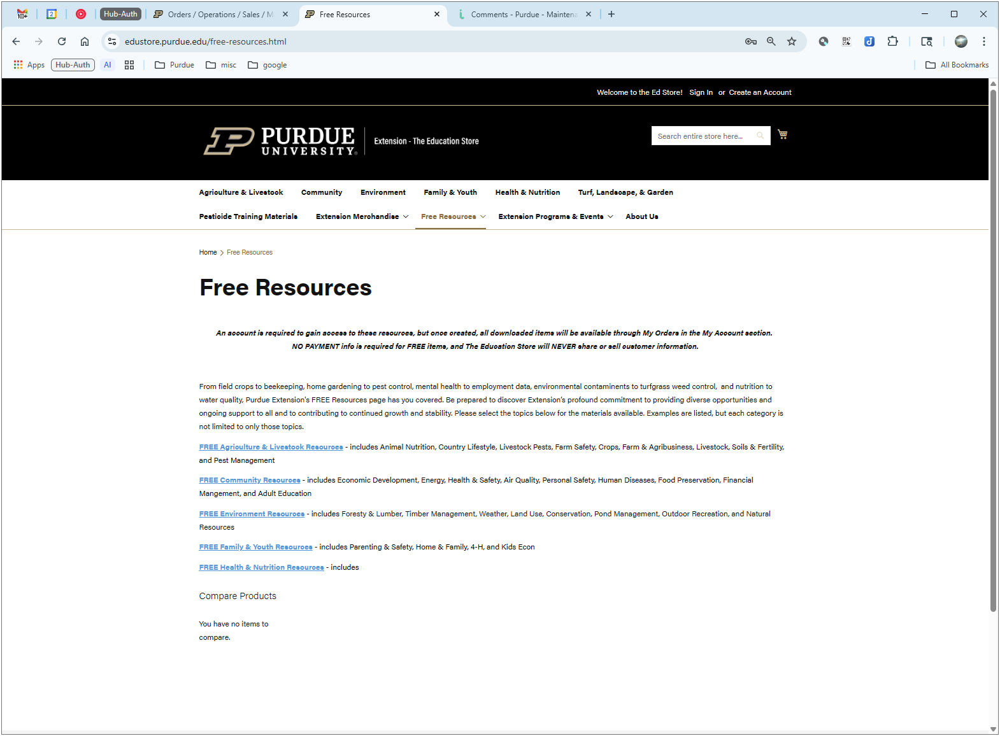 100+
2
Hub-Auth
Orders / Operations / Sales / M
Free Resources
Comments - Purdue - Maintena
edustore.purdue.edu/free-resources.html
Apps
Hub-Auth
AI
Purdue
misc
google
All Bookmarks
Welcome to the Ed Store! Sign In or Create an Account
PURDUE
UNIVERSITY®
Extension - The Education Store
Search entire store here...
Agriculture & Livestock Community Environment Family & Youth Health & Nutrition Turf, Landscape, & Garden
Pesticide Training Materials Extension Merchandise Free Resources Extension Programs & Events About Us
Home > Free Resources
Free Resources
An account is required to gain access to these resources, but once created, all downloaded items will be available through My Orders in the My Account section.
NO PAYMENT info is required for FREE items, and The Education Store will NEVER share or sell customer information.
From field crops to beekeeping, home gardening to pest control, mental health to employment data, environmental contaminents to turfgrass weed control, and nutrition to
water quality, Purdue Extension's FREE Resources page has you covered. Be prepared to discover Extension's profound commitment to providing diverse opportunities and
ongoing support to all and to contributing to continued growth and stability. Please select the topics below for the materials available. Examples are listed, but each category is
not limited to only those topics.
FREE Agriculture & Livestock Resources - includes Animal Nutrition, Country Lifestyle, Livestock Pests, Farm Safety, Crops, Farm & Agribusiness, Livestock, Soils & Fertility,
and Pest Management
FREE Community Resources - includes Economic Development, Energy, Health & Safety, Air Quality, Personal Safety, Human Diseases, Food Preservation, Financial
Mangement, and Adult Education
FREE Environment Resources - includes Foresty & Lumber, Timber Management, Weather, Land Use, Conservation, Pond Management, Outdoor Recreation, and Natural
Resources
FREE Family & Youth Resources - includes Parenting & Safety, Home & Family, 4-H, and Kids Econ
FREE Health & Nutrition Resources - includes
Compare Products
You have no items to
compare.